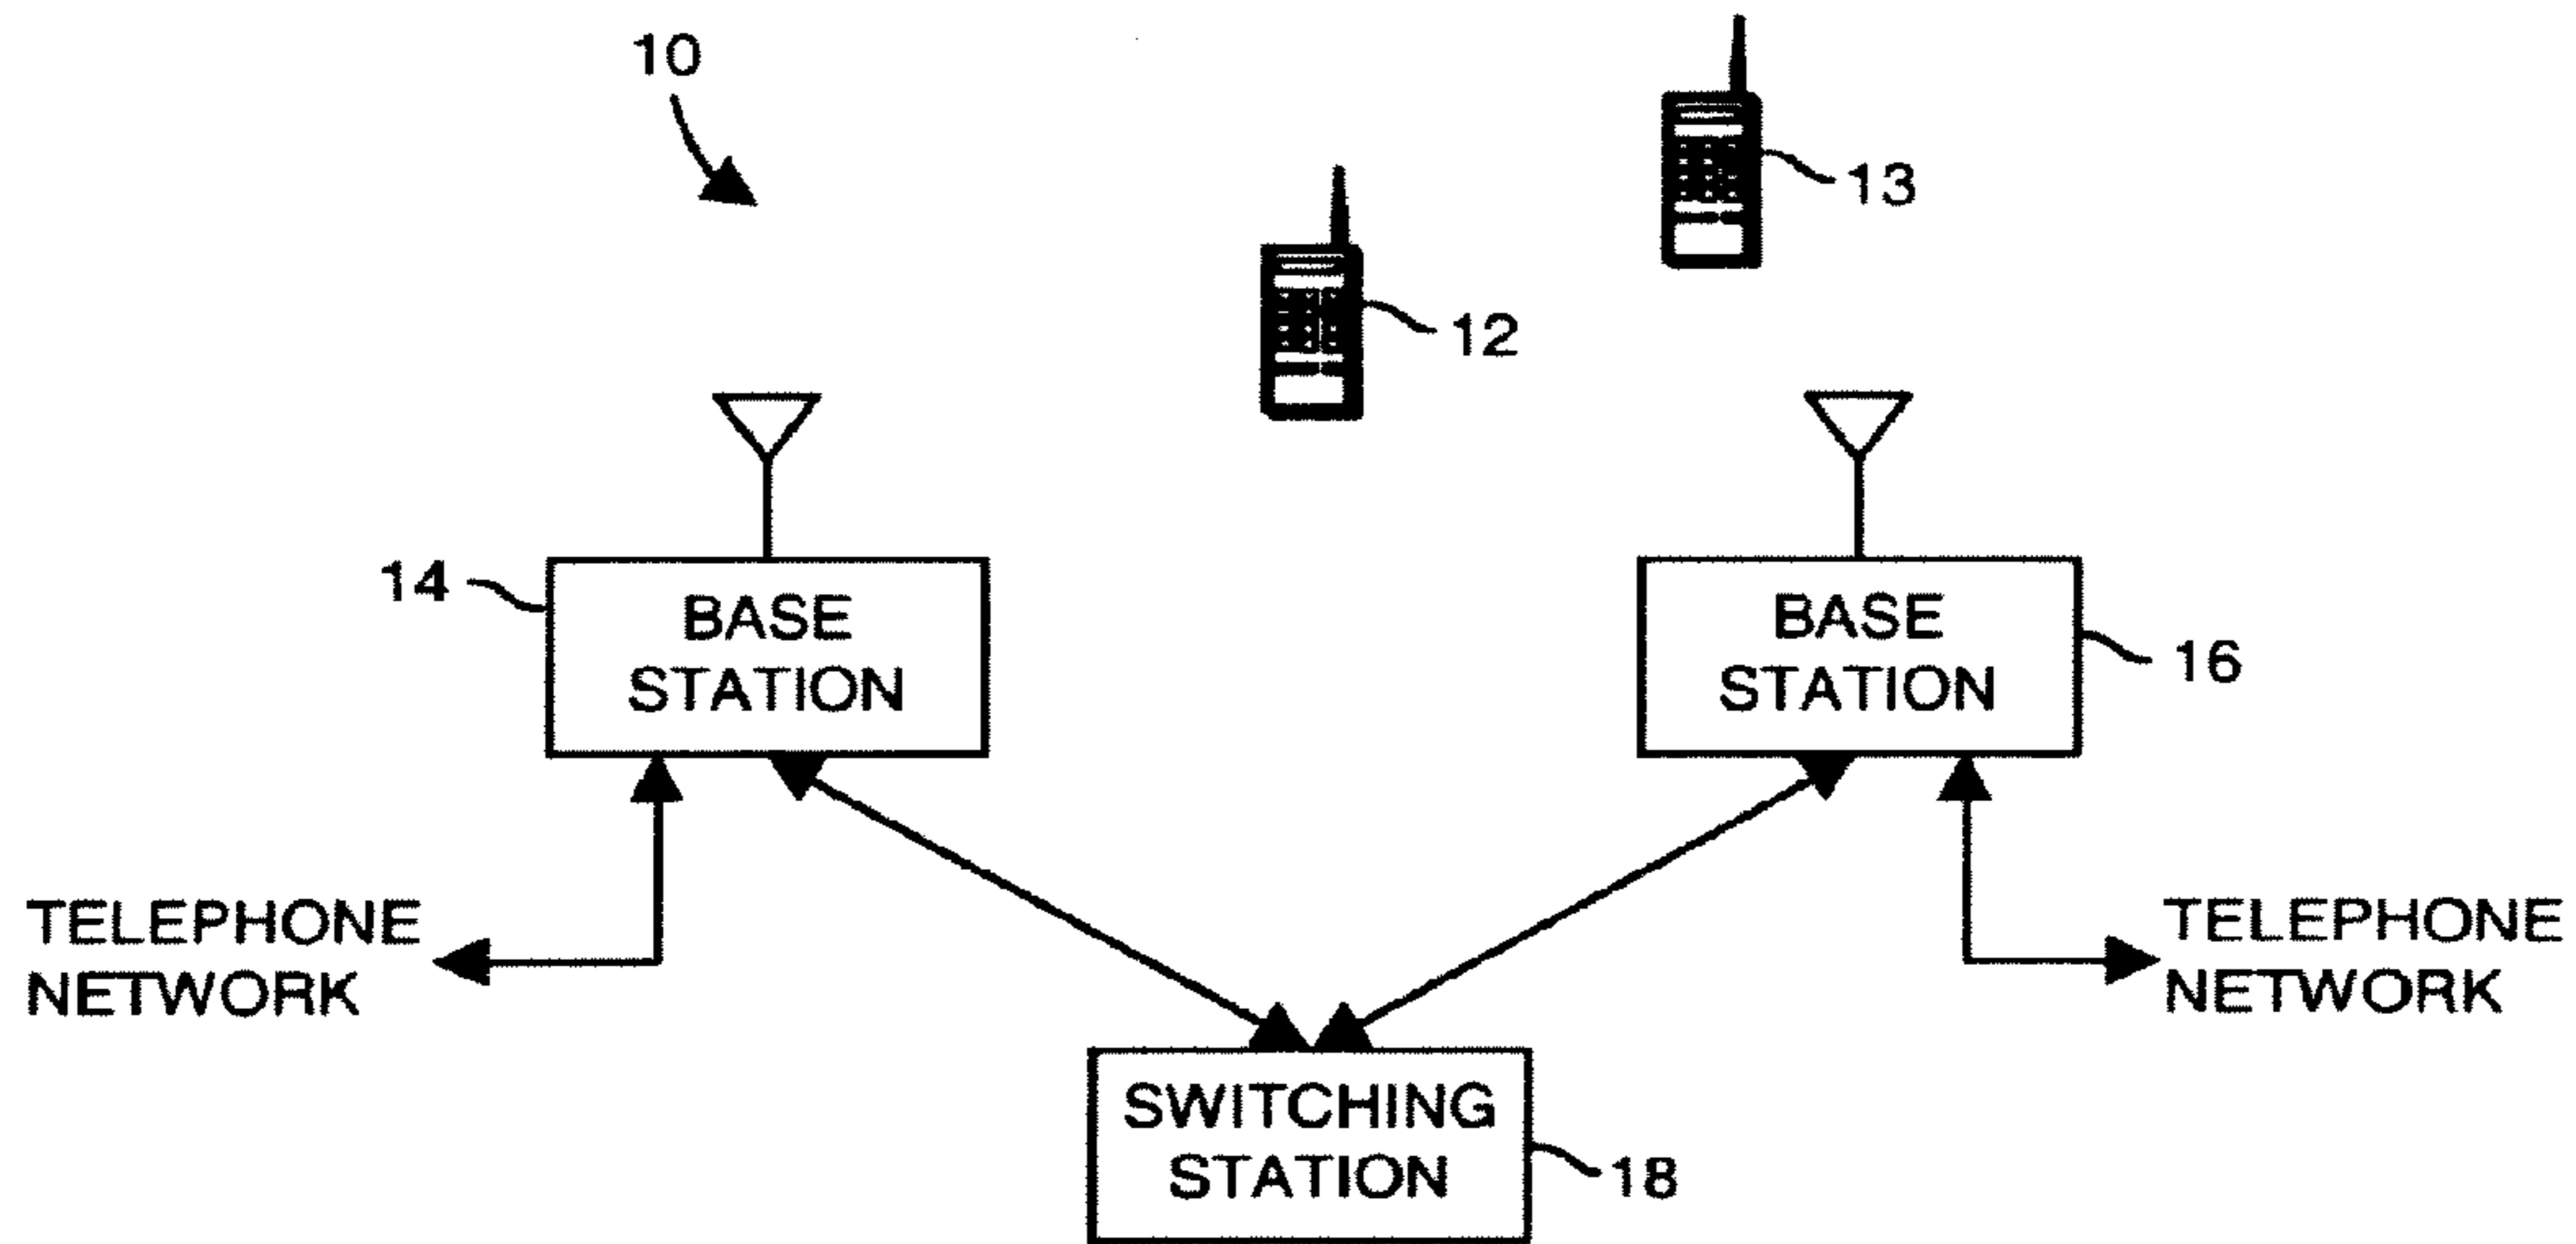 10
13
12
14
BASE
STATION
BASE
STATION
16
TELEPHONE
NETWORK
TELEPHONE
NETWORK
SWITCHING
STATION
18